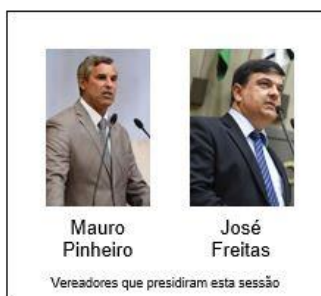 Mauro Pinheiro
José Freitas
Vereadores que presidiram esta sessão